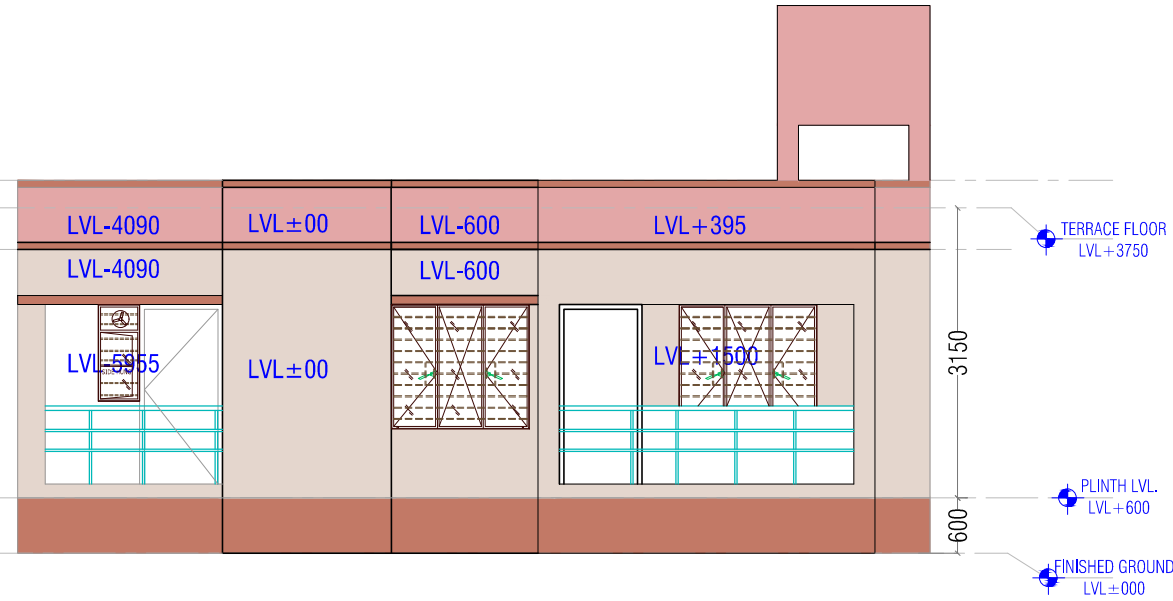 LVL-4090
LVL±00
LVL-600
LVL+395
TERRACE FLOOR
LVL+3750
LVL-4090
LVL-600
LVL-5955
LVL±00
LVL+1500
3150
PLINTH LVL.
LVL+600
600
FINISHED GROUND
LVL±000